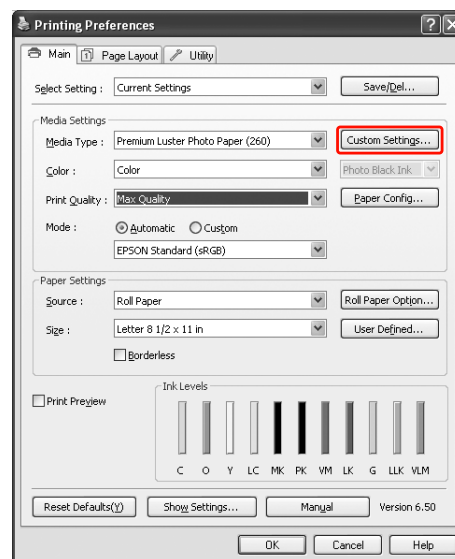 Printing Preferences
Main Page Layout Utility
Select Setting : Current Settings Save/Del...
Media Settings
Media Type : Premium Luster Photo Paper (260) Custom Settings...
Color : Color Photo Black Ink
Print Quality : Max Quality Paper Config...
Mode : Automatic Custom
EPSON Standard (sRGB)
Paper Settings
Source : Roll Paper Roll Paper Option...
Size : Letter 8 1/2 x 11 in User Defined...
Borderless
Ink Levels
Print Preview
C O Y LC MK PK VM LK G LLK VLM
Reset Defaults(Y) Show Settings... Manual Version 6.50
OK Cancel Help